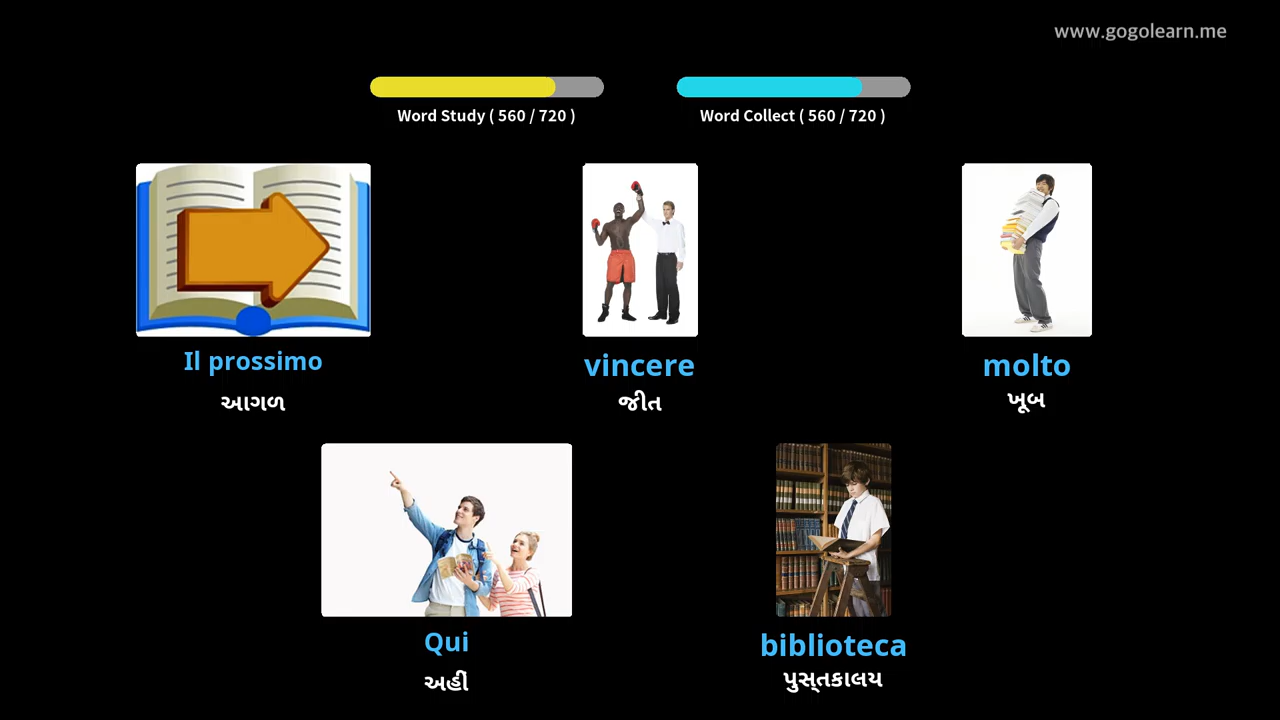 www.gogolearn.me
Word Study ( 560 / 720 )
Word Collect ( 560 / 720 )
Il prossimo
vincere
molto
આગળ
જીત
ખૂબ
Qui
biblioteca
અહીં
પુસ્તકાલય